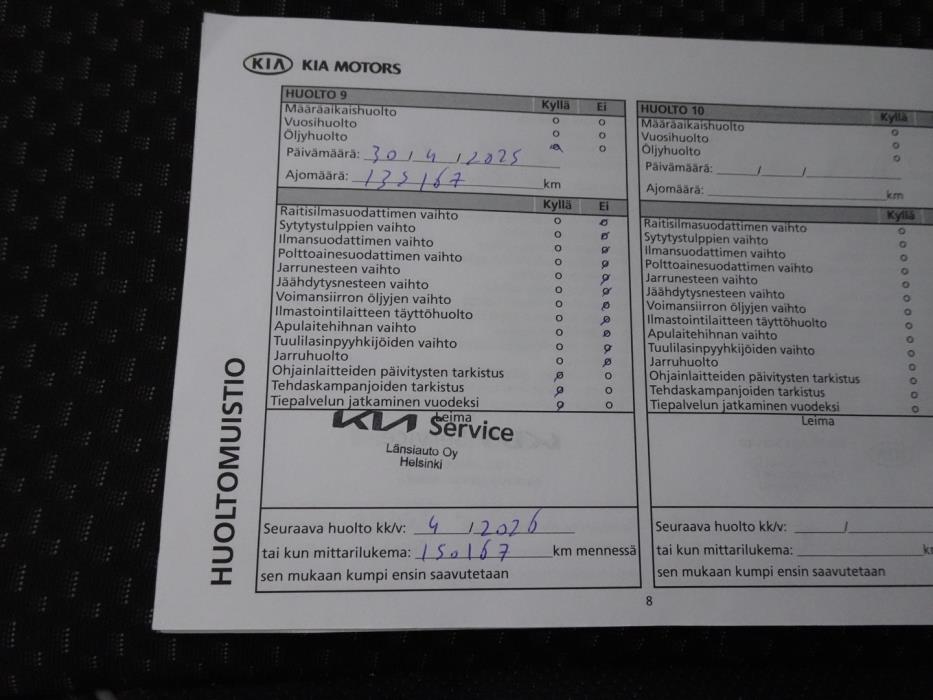 KIA KIA MOTORS
HUOLTO 9 Kyllä Ei
Määräaikaishuolto
Vuosihuolto
Öljyhuolto
Päivämäärä: 30 / 4 / 2025
Ajomäärä: 135167 km
Kyllä Ei
Raitisilmasuodattimen vaihto
Sytytystulppien vaihto
Ilmansuodattimen vaihto
Polttoainesuodattimen vaihto
Jarrunesteen vaihto
Jäähdytysnesteen vaihto
Voimansiirron öljyjen vaihto
Ilmastointilaitteen täyttöhuolto
Apulaitehihnan vaihto
Tuulilasinpyyhkijöiden vaihto
Jarruhuolto
Ohjainlaitteiden päivitysten tarkistus
Tehdaskampanjoiden tarkistus
Tiepalvelun jatkaminen vuodeksi
Leima
KIA Service
Länsiauto Oy
Helsinki
Seuraava huolto kk/v: 4 / 2026
tai kun mittarilukema: 150167 km mennessä
sen mukaan kumpi ensin saavutetaan
HUOLTO 10 Kyllä
Määräaikaishuolto
Vuosihuolto
Öljyhuolto
Päivämäärä: / /
Ajomäärä: km
Kyllä
Raitisilmasuodattimen vaihto
Sytytystulppien vaihto
Ilmansuodattimen vaihto
Polttoainesuodattimen vaihto
Jarrunesteen vaihto
Jäähdytysnesteen vaihto
Voimansiirron öljyjen vaihto
Ilmastointilaitteen täyttöhuolto
Apulaitehihnan vaihto
Tuulilasinpyyhkijöiden vaihto
Jarruhuolto
Ohjainlaitteiden päivitysten tarkistus
Tehdaskampanjoiden tarkistus
Tiepalvelun jatkaminen vuodeksi
Leima
Seuraava huolto kk/v: /
tai kun mittarilukema:
sen mukaan kumpi ensin saavutetaan
HUOLTOMUISTIO
8